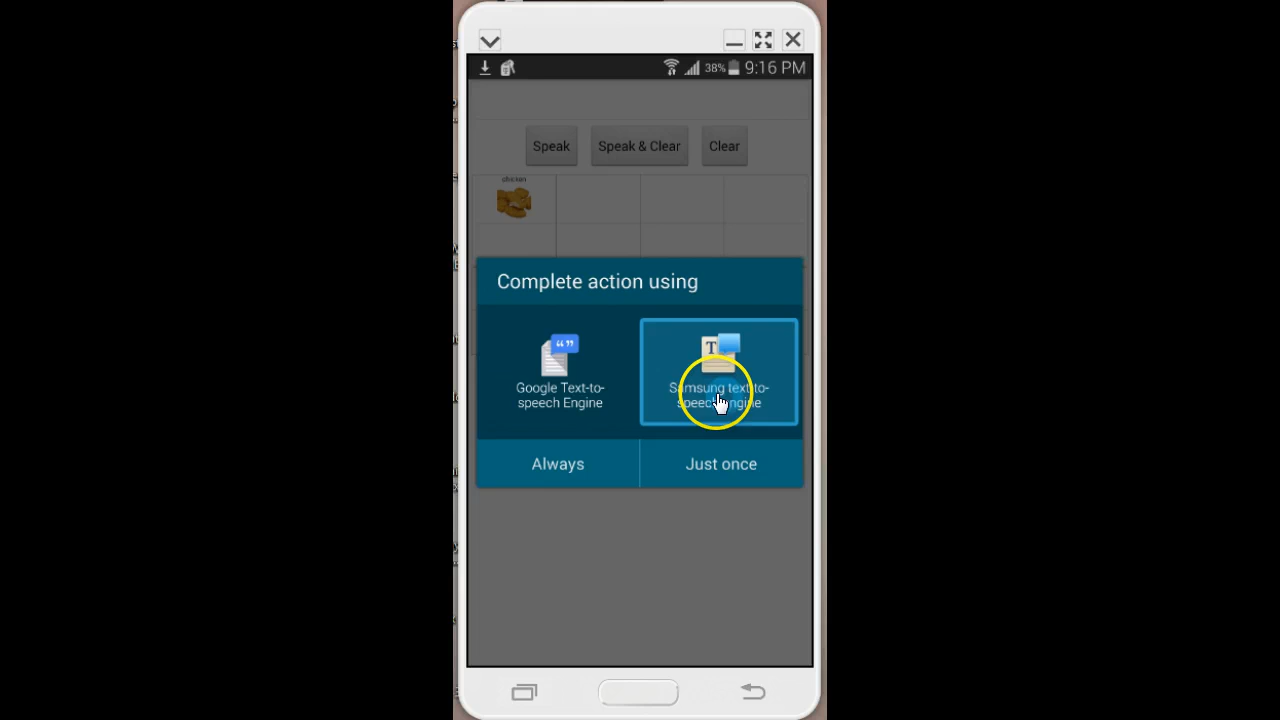 38% 9:16 PM
Speak Speak & Clear Clear
chicken
Complete action using
Google Text-to-
speech Engine
Samsung text-to-
speech engine
Always Just once